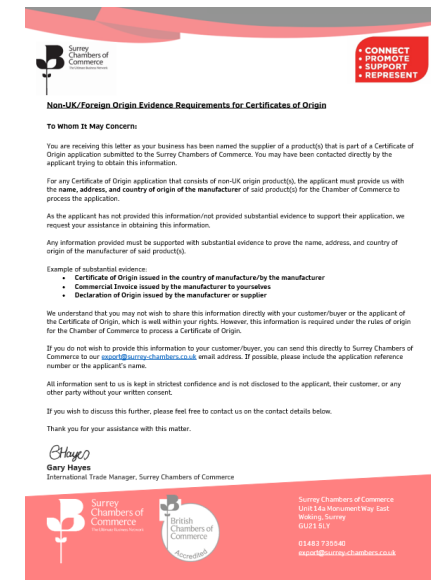 Surrey
Chambers of
Commerce
The Ultimate Business Network
• CONNECT
• PROMOTE
• SUPPORT
• REPRESENT
Non-UK/Foreign Origin Evidence Requirements for Certificates of Origin
To Whom It May Concern:
You are receiving this letter as your business has been named the supplier of a product(s) that is part of a Certificate of
Origin application submitted to the Surrey Chambers of Commerce. You may have been contacted directly by the
applicant trying to obtain this information.
For any Certificate of Origin application that consists of non-UK origin product(s), the applicant must provide us with
the name, address, and country of origin of the manufacturer of said product(s) for the Chamber of Commerce to
process the application.
As the applicant has not provided this information/not provided substantial evidence to support their application, we
request your assistance in obtaining this information.
Any information provided must be supported with substantial evidence to prove the name, address, and country of
origin of the manufacturer of said product(s).
Example of substantial evidence:
• Certificate of Origin issued in the country of manufacture/by the manufacturer
• Commercial Invoice issued by the manufacturer to yourselves
• Declaration of Origin issued by the manufacturer or supplier
We understand that you may not wish to share this information directly with your customer/buyer or the applicant of
the Certificate of Origin, which is well within your rights. However, this information is required under the rules of origin
for the Chamber of Commerce to process a Certificate of Origin.
If you do not wish to provide this information to your customer/buyer, you can send this directly to Surrey Chambers of
Commerce to our export@surrey-chambers.co.uk email address. If possible, please include the application reference
number or the applicant's name.
All information sent to us is kept in strictest confidence and is not disclosed to the applicant, their customer, or any
other party without your written consent.
If you wish to discuss this further, please feel free to contact us on the contact details below.
Thank you for your assistance with this matter.
GHayes
Gary Hayes
International Trade Manager, Surrey Chambers of Commerce
Surrey
Chambers of
Commerce
The Ultimate Business Network
British
Chambers of
Commerce
Accredited
Surrey Chambers of Commerce
Unit 14a Monument Way East
Woking, Surrey
GU21 5LY
01483 735540
export@surrey-chambers.co.uk